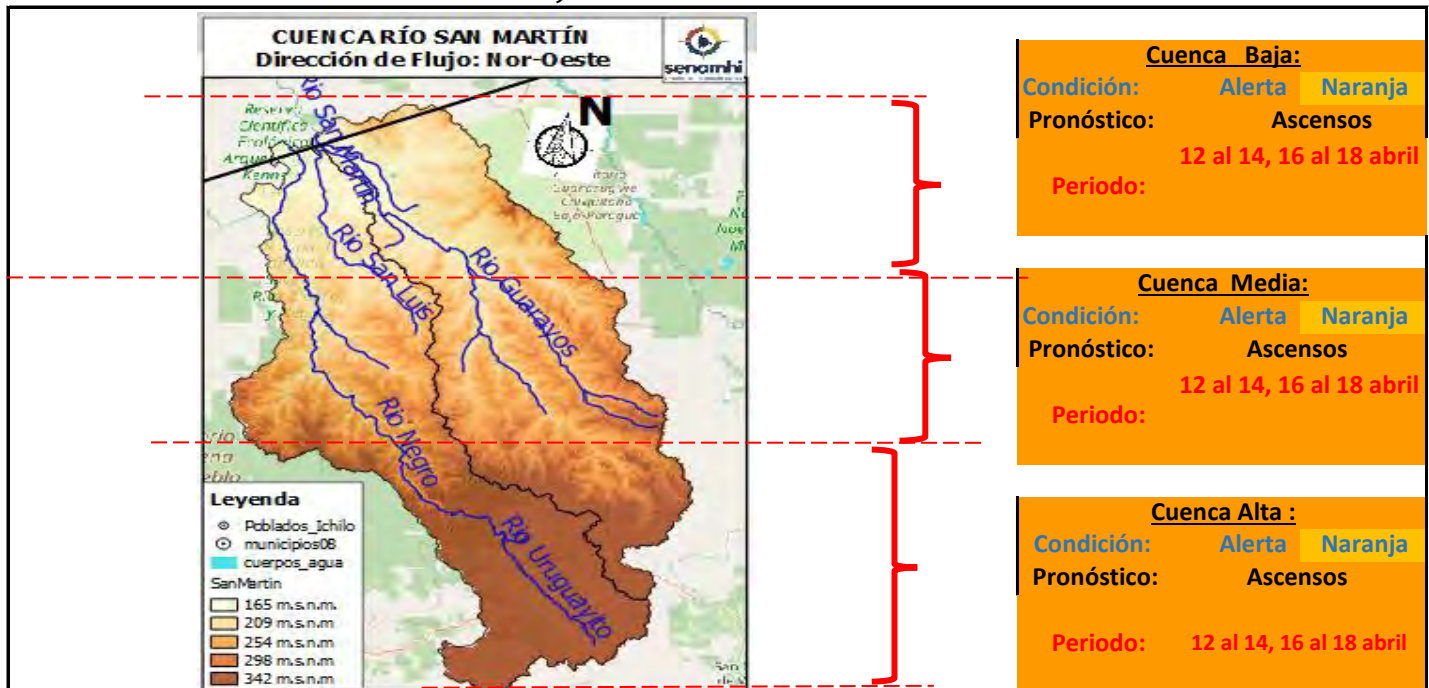 CUENCA RÍO SAN MARTÍN
Dirección de Flujo: Nor-Oeste
senamhi
N
Reserva
Científica
Ecológica
Kenn
Río San Martín
Río San Luis
Río Guarayos
Río Negro
Río Uruguayito
Leyenda
Poblados_Ichilo
municipios08
cuerpos_agua
SanMartin
165 m.s.n.m.
209 m.s.n.m
254 m.s.n.m
298 m.s.n.m
342 m.s.n.m
Cuenca Baja:
Condición: Alerta Naranja
Pronóstico: Ascensos
12 al 14, 16 al 18 abril
Periodo:
Cuenca Media:
Condición: Alerta Naranja
Pronóstico: Ascensos
12 al 14, 16 al 18 abril
Periodo:
Cuenca Alta :
Condición: Alerta Naranja
Pronóstico: Ascensos
Periodo: 12 al 14, 16 al 18 abril